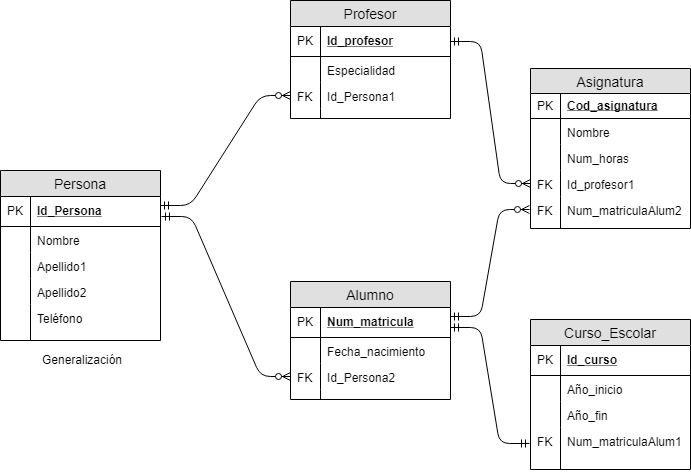 Profesor
PK Id_profesor
Especialidad
FK Id_Persona1
Asignatura
PK Cod_asignatura
Nombre
Num_horas
FK Id_profesor1
FK Num_matriculaAlum2
Persona
PK Id_Persona
Nombre
Apellido1
Apellido2
Teléfono
Generalización
Alumno
PK Num_matricula
Fecha_nacimiento
FK Id_Persona2
Curso_Escolar
PK Id_curso
Año_inicio
Año_fin
FK Num_matriculaAlum1